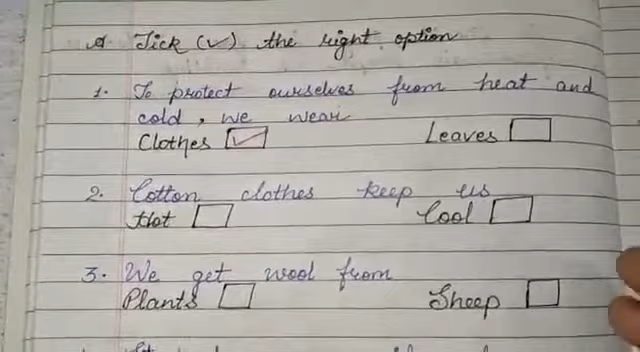 Q Tick (✓) the right option
1. To protect ourselves from heat and
cold, we wear
Clothes ☑ Leaves ☐
2. Cotton clothes keep us
Hot ☐ Cool ☐
3. We get wool from
Plants ☐ Sheep ☐